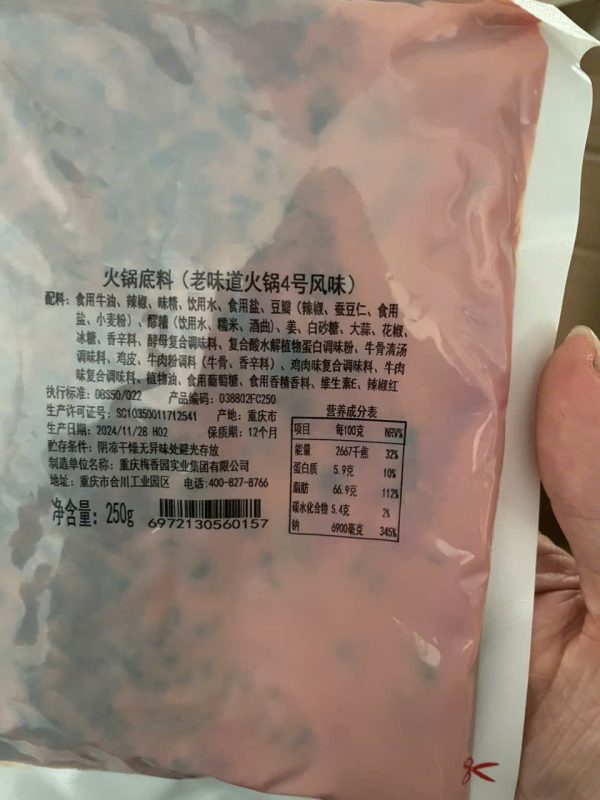 火锅底料（老味道火锅4号风味）
配料：食用牛油、辣椒、味精、饮用水、食用盐、豆瓣（辣椒、蚕豆仁、食用
盐、小麦粉）、醪糟（饮用水、糯米、酒曲）、姜、白砂糖、大蒜、花椒、
冰糖、香辛料、酵母复合调味料、复合酸水解植物蛋白调味粉、牛骨清汤
调味料、鸡皮、牛肉粉调料（牛骨、香辛料）、鸡肉味复合调味料、牛肉
味复合调味料、植物油、食用葡萄糖、食用香精香料、维生素E、辣椒红
执行标准：DBS50/022 产品编码：D38802FC250
生产许可证号：SC10350011712541 产地：重庆市
生产日期：2024/11/28 H02 保质期：12个月
贮存条件：阴凉干燥无异味处避光存放
制造单位名称：重庆梅香园实业集团有限公司
地址：重庆市合川工业园区 电话：400-827-8766
净含量：250g
6972130560157
营养成分表
项目 每100克 NRV%
能量 2667千焦 32%
蛋白质 5.9克 10%
脂肪 66.9克 112%
碳水化合物 5.4克 2%
钠 6900毫克 345%